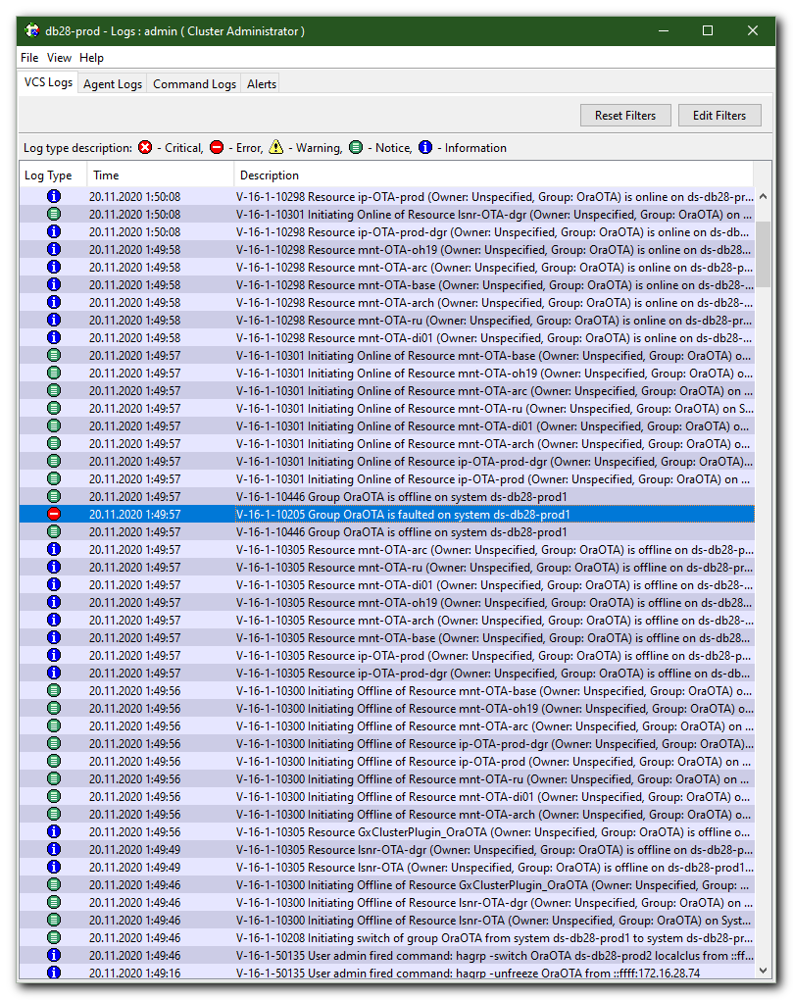 db28-prod - Logs : admin ( Cluster Administrator )
File View Help
VCS Logs Agent Logs Command Logs Alerts
Reset Filters Edit Filters
Log type description: - Critical, - Error, - Warning, - Notice, - Information
Log Type Time Description
20.11.2020 1:50:08 V-16-1-10298 Resource ip-OTA-prod (Owner: Unspecified, Group: OraOTA) is online on ds-db28-pr...
20.11.2020 1:50:08 V-16-1-10301 Initiating Online of Resource lsnr-OTA-dgr (Owner: Unspecified, Group: OraOTA) on ...
20.11.2020 1:50:08 V-16-1-10298 Resource ip-OTA-prod-dgr (Owner: Unspecified, Group: OraOTA) is online on ds-db...
20.11.2020 1:49:58 V-16-1-10298 Resource mnt-OTA-oh19 (Owner: Unspecified, Group: OraOTA) is online on ds-db28...
20.11.2020 1:49:58 V-16-1-10298 Resource mnt-OTA-arc (Owner: Unspecified, Group: OraOTA) is online on ds-db28-p...
20.11.2020 1:49:58 V-16-1-10298 Resource mnt-OTA-base (Owner: Unspecified, Group: OraOTA) is online on ds-db28-...
20.11.2020 1:49:58 V-16-1-10298 Resource mnt-OTA-arch (Owner: Unspecified, Group: OraOTA) is online on ds-db28-...
20.11.2020 1:49:58 V-16-1-10298 Resource mnt-OTA-ru (Owner: Unspecified, Group: OraOTA) is online on ds-db28-pr...
20.11.2020 1:49:58 V-16-1-10298 Resource mnt-OTA-di01 (Owner: Unspecified, Group: OraOTA) is online on ds-db28-...
20.11.2020 1:49:57 V-16-1-10301 Initiating Online of Resource mnt-OTA-base (Owner: Unspecified, Group: OraOTA) o...
20.11.2020 1:49:57 V-16-1-10301 Initiating Online of Resource mnt-OTA-oh19 (Owner: Unspecified, Group: OraOTA) o...
20.11.2020 1:49:57 V-16-1-10301 Initiating Online of Resource mnt-OTA-arc (Owner: Unspecified, Group: OraOTA) on ...
20.11.2020 1:49:57 V-16-1-10301 Initiating Online of Resource mnt-OTA-ru (Owner: Unspecified, Group: OraOTA) on S...
20.11.2020 1:49:57 V-16-1-10301 Initiating Online of Resource mnt-OTA-di01 (Owner: Unspecified, Group: OraOTA) o...
20.11.2020 1:49:57 V-16-1-10301 Initiating Online of Resource mnt-OTA-arch (Owner: Unspecified, Group: OraOTA) o...
20.11.2020 1:49:57 V-16-1-10301 Initiating Online of Resource ip-OTA-prod-dgr (Owner: Unspecified, Group: OraOTA)...
20.11.2020 1:49:57 V-16-1-10301 Initiating Online of Resource ip-OTA-prod (Owner: Unspecified, Group: OraOTA) on ...
20.11.2020 1:49:57 V-16-1-10446 Group OraOTA is offline on system ds-db28-prod1
20.11.2020 1:49:57 V-16-1-10205 Group OraOTA is faulted on system ds-db28-prod1
20.11.2020 1:49:57 V-16-1-10446 Group OraOTA is offline on system ds-db28-prod1
20.11.2020 1:49:57 V-16-1-10305 Resource mnt-OTA-arc (Owner: Unspecified, Group: OraOTA) is offline on ds-db28-p...
20.11.2020 1:49:57 V-16-1-10305 Resource mnt-OTA-ru (Owner: Unspecified, Group: OraOTA) is offline on ds-db28-pr...
20.11.2020 1:49:57 V-16-1-10305 Resource mnt-OTA-di01 (Owner: Unspecified, Group: OraOTA) is offline on ds-db28-...
20.11.2020 1:49:57 V-16-1-10305 Resource mnt-OTA-oh19 (Owner: Unspecified, Group: OraOTA) is offline on ds-db28...
20.11.2020 1:49:57 V-16-1-10305 Resource mnt-OTA-arch (Owner: Unspecified, Group: OraOTA) is offline on ds-db28-...
20.11.2020 1:49:57 V-16-1-10305 Resource mnt-OTA-base (Owner: Unspecified, Group: OraOTA) is offline on ds-db28-...
20.11.2020 1:49:57 V-16-1-10305 Resource ip-OTA-prod (Owner: Unspecified, Group: OraOTA) is offline on ds-db28-p...
20.11.2020 1:49:57 V-16-1-10305 Resource ip-OTA-prod-dgr (Owner: Unspecified, Group: OraOTA) is offline on ds-db...
20.11.2020 1:49:56 V-16-1-10300 Initiating Offline of Resource mnt-OTA-base (Owner: Unspecified, Group: OraOTA) o...
20.11.2020 1:49:56 V-16-1-10300 Initiating Offline of Resource mnt-OTA-oh19 (Owner: Unspecified, Group: OraOTA) o...
20.11.2020 1:49:56 V-16-1-10300 Initiating Offline of Resource mnt-OTA-arc (Owner: Unspecified, Group: OraOTA) on ...
20.11.2020 1:49:56 V-16-1-10300 Initiating Offline of Resource ip-OTA-prod-dgr (Owner: Unspecified, Group: OraOTA)...
20.11.2020 1:49:56 V-16-1-10300 Initiating Offline of Resource ip-OTA-prod (Owner: Unspecified, Group: OraOTA) on ...
20.11.2020 1:49:56 V-16-1-10300 Initiating Offline of Resource mnt-OTA-ru (Owner: Unspecified, Group: OraOTA) on ...
20.11.2020 1:49:56 V-16-1-10300 Initiating Offline of Resource mnt-OTA-di01 (Owner: Unspecified, Group: OraOTA) o...
20.11.2020 1:49:56 V-16-1-10300 Initiating Offline of Resource mnt-OTA-arch (Owner: Unspecified, Group: OraOTA) o...
20.11.2020 1:49:56 V-16-1-10305 Resource GxClusterPlugin_OraOTA (Owner: Unspecified, Group: OraOTA) is offline o...
20.11.2020 1:49:49 V-16-1-10305 Resource lsnr-OTA-dgr (Owner: Unspecified, Group: OraOTA) is offline on ds-db28-p...
20.11.2020 1:49:49 V-16-1-10305 Resource lsnr-OTA (Owner: Unspecified, Group: OraOTA) is offline on ds-db28-prod1...
20.11.2020 1:49:46 V-16-1-10300 Initiating Offline of Resource GxClusterPlugin_OraOTA (Owner: Unspecified, Group: ...
20.11.2020 1:49:46 V-16-1-10300 Initiating Offline of Resource lsnr-OTA-dgr (Owner: Unspecified, Group: OraOTA) on ...
20.11.2020 1:49:46 V-16-1-10300 Initiating Offline of Resource lsnr-OTA (Owner: Unspecified, Group: OraOTA) on Syst...
20.11.2020 1:49:46 V-16-1-10208 Initiating switch of group OraOTA from system ds-db28-prod1 to system ds-db28-pr...
20.11.2020 1:49:46 V-16-1-50135 User admin fired command: hagrp -switch OraOTA ds-db28-prod2 localclus from ::ff...
20.11.2020 1:49:16 V-16-1-50135 User admin fired command: hagrp -unfreeze OraOTA from ::ffff:172.16.28.74